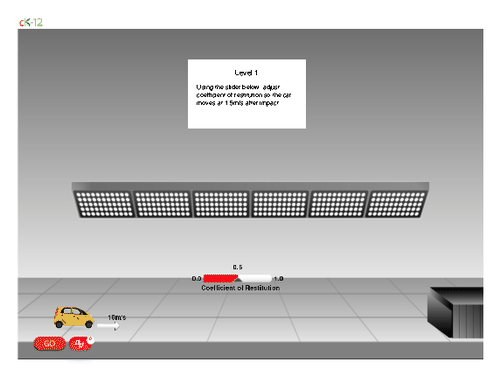 cK-12
Level 1
Using the slider below adjust
coefficient of restitution so the car
moves at 1.5m/s after impact
0.5
0.0
1.0
Coefficient of Restitution
10m/s
GO